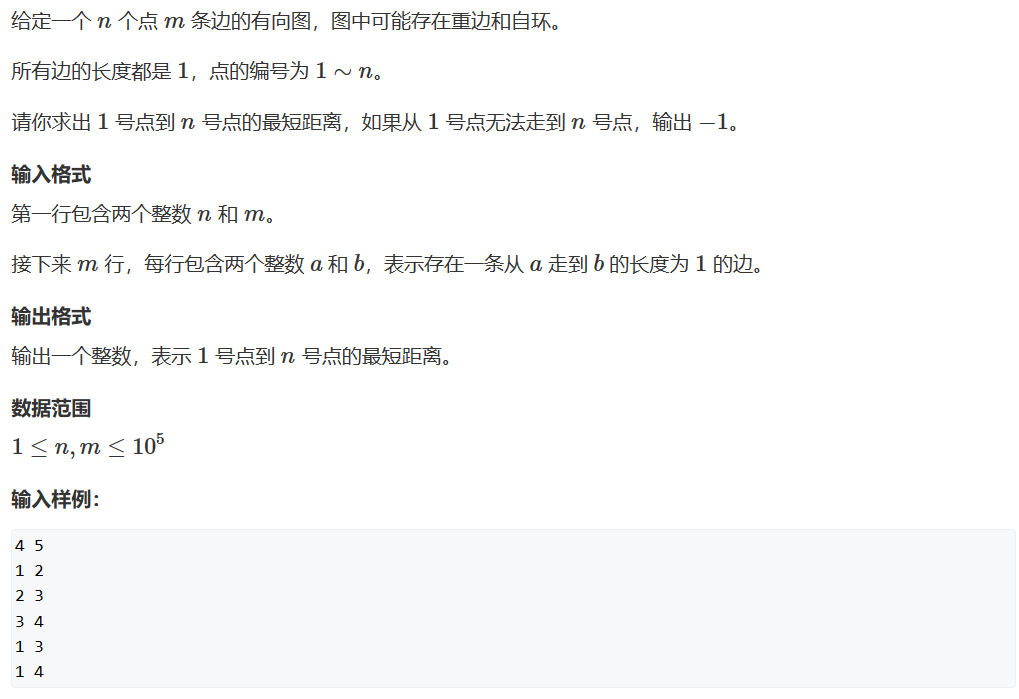 给定一个 n 个点 m 条边的有向图，图中可能存在重边和自环。
所有边的长度都是 1，点的编号为 1 ∼ n。
请你求出 1 号点到 n 号点的最短距离，如果从 1 号点无法走到 n 号点，输出 −1。
输入格式
第一行包含两个整数 n 和 m。
接下来 m 行，每行包含两个整数 a 和 b，表示存在一条从 a 走到 b 的长度为 1 的边。
输出格式
输出一个整数，表示 1 号点到 n 号点的最短距离。
数据范围
1 ≤ n, m ≤ 10⁵
输入样例：
4 5
1 2
2 3
3 4
1 3
1 4